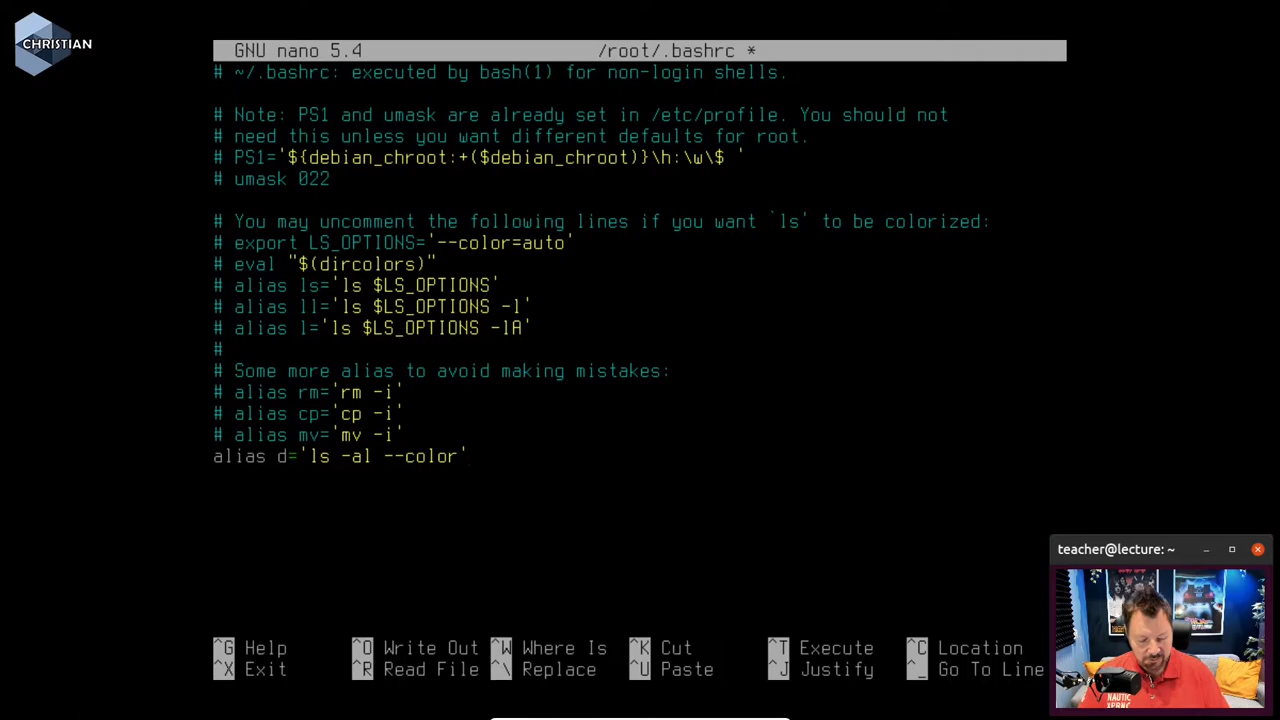 CHRISTIAN
GNU nano 5.4 /root/.bashrc *
# ~/.bashrc: executed by bash(1) for non-login shells.
# Note: PS1 and umask are already set in /etc/profile. You should not
# need this unless you want different defaults for root.
# PS1='${debian_chroot:+($debian_chroot)}\h:\w\$ '
# umask 022
# You may uncomment the following lines if you want `ls' to be colorized:
# export LS_OPTIONS='--color=auto'
# eval "$(dircolors)"
# alias ls='ls $LS_OPTIONS'
# alias ll='ls $LS_OPTIONS -l'
# alias l='ls $LS_OPTIONS -lA'
#
# Some more alias to avoid making mistakes:
# alias rm='rm -i'
# alias cp='cp -i'
# alias mv='mv -i'
alias d='ls -al --color'
teacher@lecture: ~
^G Help ^O Write Out ^W Where Is ^K Cut ^T Execute ^C Location
^X Exit ^R Read File ^\ Replace ^U Paste ^J Justify ^_ Go To Line